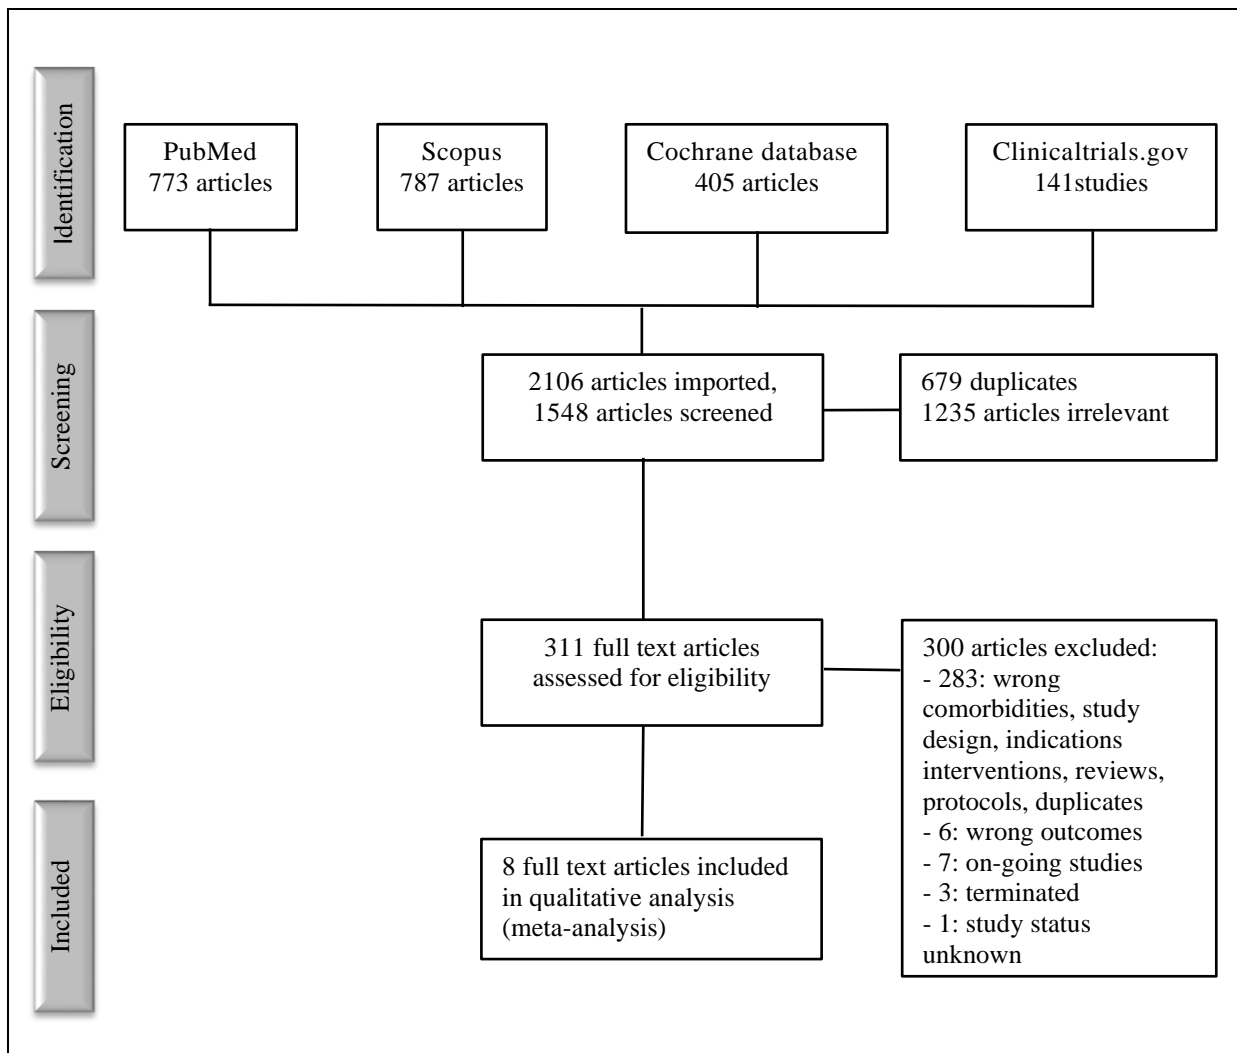 Identification
PubMed
773 articles
Scopus
787 articles
Cochrane database
405 articles
Clinicaltrials.gov
141studies
Screening
2106 articles imported,
1548 articles screened
679 duplicates
1235 articles irrelevant
Eligibility
311 full text articles
assessed for eligibility
300 articles excluded:
- 283: wrong
comorbidities, study
design, indications
interventions, reviews,
protocols, duplicates
- 6: wrong outcomes
- 7: on-going studies
- 3: terminated
- 1: study status
unknown
Included
8 full text articles included
in qualitative analysis
(meta-analysis)